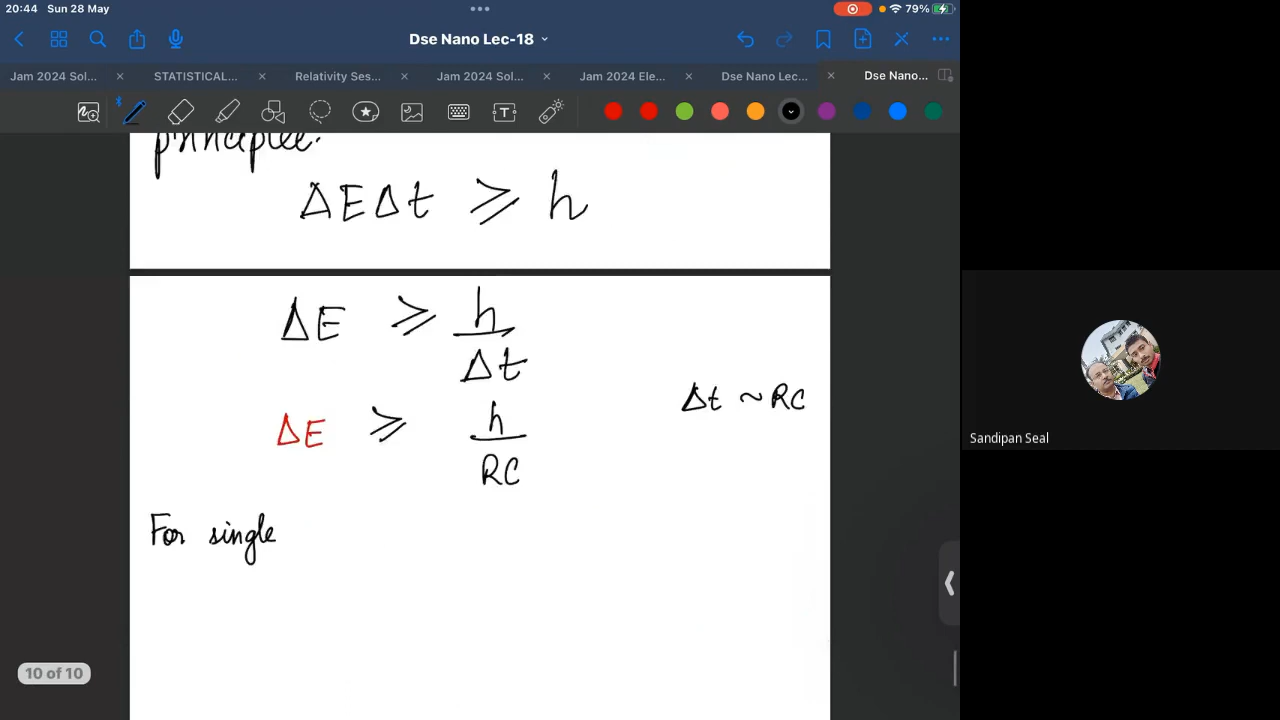 20:44 Sun 28 May
79%
Dse Nano Lec-18
Jam 2024 Sol...
STATISTICAL...
Relativity Ses...
Jam 2024 Sol...
Jam 2024 Ele...
Dse Nano Lec...
Dse Nano...
principlee.
ΔEΔt ⩾ h
ΔE ⩾ h/Δt
Δt ~ RC
ΔE ⩾ h/RC
For single
10 of 10
Sandipan Seal